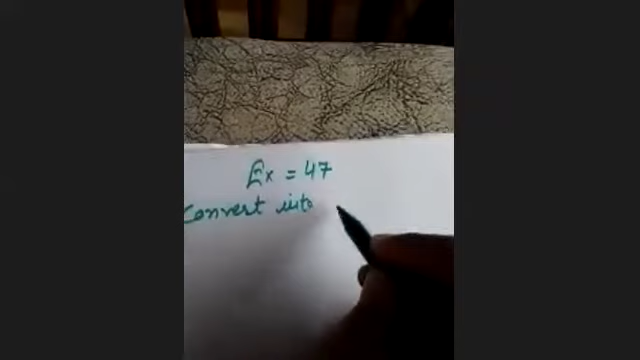 Ex = 47
Convert into